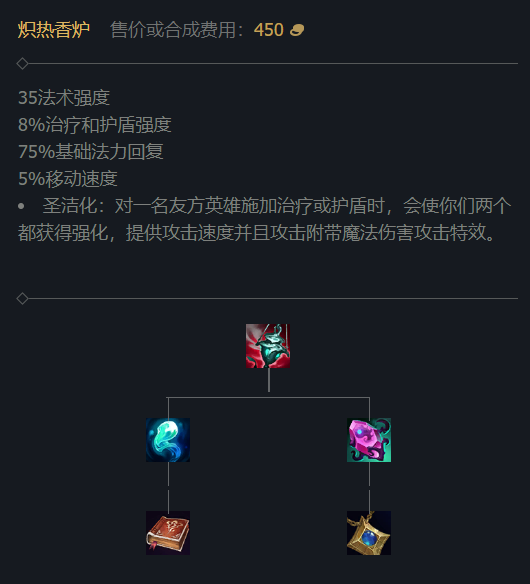 炽热香炉 售价或合成费用：450
35法术强度
8%治疗和护盾强度
75%基础法力回复
5%移动速度
• 圣洁化：对一名友方英雄施加治疗或护盾时，会使你们两个
都获得强化，提供攻击速度并且攻击附带魔法伤害攻击特效。